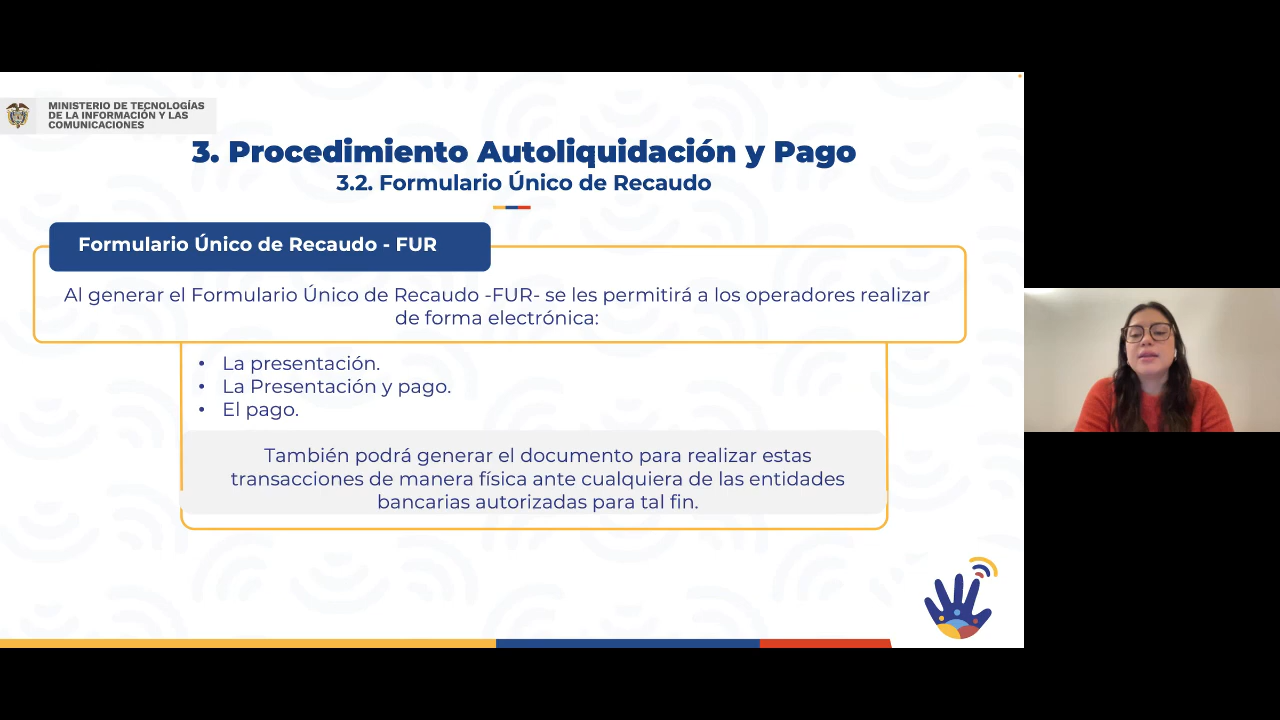 MINISTERIO DE TECNOLOGÍAS
DE LA INFORMACIÓN Y LAS
COMUNICACIONES
3. Procedimiento Autoliquidación y Pago
3.2. Formulario Único de Recaudo
Formulario Único de Recaudo - FUR
Al generar el Formulario Único de Recaudo -FUR- se les permitirá a los operadores realizar
de forma electrónica:
• La presentación.
• La Presentación y pago.
• El pago.
También podrá generar el documento para realizar estas
transacciones de manera física ante cualquiera de las entidades
bancarias autorizadas para tal fin.